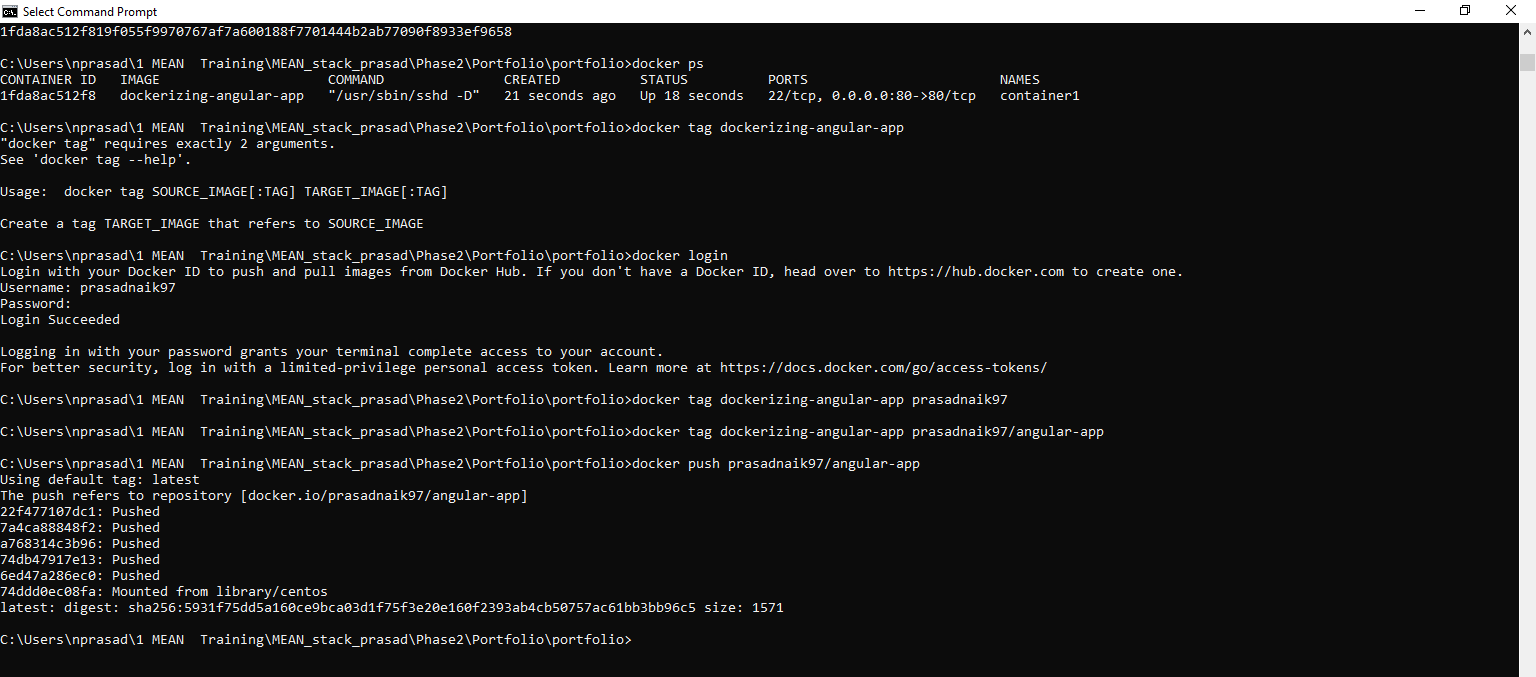 Select Command Prompt
1fda8ac512f819f055f9970767af7a600188f7701444b2ab77090f8933ef9658
C:\Users\nprasad\1 MEAN  Training\MEAN_stack_prasad\Phase2\Portfolio\portfolio>docker ps
CONTAINER ID   IMAGE                     COMMAND               CREATED          STATUS          PORTS                        NAMES
1fda8ac512f8   dockerizing-angular-app   "/usr/sbin/sshd -D"   21 seconds ago   Up 18 seconds   22/tcp, 0.0.0.0:80->80/tcp   container1
C:\Users\nprasad\1 MEAN  Training\MEAN_stack_prasad\Phase2\Portfolio\portfolio>docker tag dockerizing-angular-app
"docker tag" requires exactly 2 arguments.
See 'docker tag --help'.
Usage:  docker tag SOURCE_IMAGE[:TAG] TARGET_IMAGE[:TAG]
Create a tag TARGET_IMAGE that refers to SOURCE_IMAGE
C:\Users\nprasad\1 MEAN  Training\MEAN_stack_prasad\Phase2\Portfolio\portfolio>docker login
Login with your Docker ID to push and pull images from Docker Hub. If you don't have a Docker ID, head over to https://hub.docker.com to create one.
Username: prasadnaik97
Password:
Login Succeeded
Logging in with your password grants your terminal complete access to your account.
For better security, log in with a limited-privilege personal access token. Learn more at https://docs.docker.com/go/access-tokens/
C:\Users\nprasad\1 MEAN  Training\MEAN_stack_prasad\Phase2\Portfolio\portfolio>docker tag dockerizing-angular-app prasadnaik97
C:\Users\nprasad\1 MEAN  Training\MEAN_stack_prasad\Phase2\Portfolio\portfolio>docker tag dockerizing-angular-app prasadnaik97/angular-app
C:\Users\nprasad\1 MEAN  Training\MEAN_stack_prasad\Phase2\Portfolio\portfolio>docker push prasadnaik97/angular-app
Using default tag: latest
The push refers to repository [docker.io/prasadnaik97/angular-app]
22f477107dc1: Pushed
7a4ca88848f2: Pushed
a768314c3b96: Pushed
74db47917e13: Pushed
6ed47a286ec0: Pushed
74ddd0ec08fa: Mounted from library/centos
latest: digest: sha256:5931f75dd5a160ce9bca03d1f75f3e20e160f2393ab4cb50757ac61bb3bb96c5 size: 1571
C:\Users\nprasad\1 MEAN  Training\MEAN_stack_prasad\Phase2\Portfolio\portfolio>